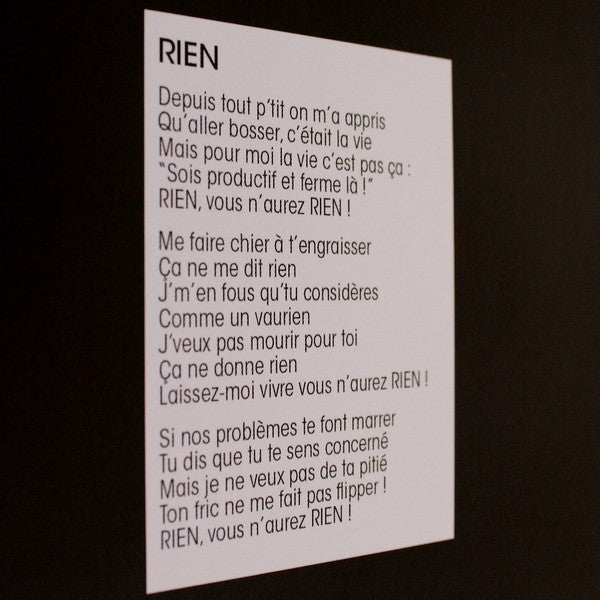 RIEN
Depuis tout p'tit on m'a appris
Qu'aller bosser, c'était la vie
Mais pour moi la vie c'est pas ça :
"Sois productif et ferme là !"
RIEN, vous n'aurez RIEN !
Me faire chier à t'engraisser
Ça ne me dit rien
J'm'en fous qu'tu considères
Comme un vaurien
J'veux pas mourir pour toi
Ça ne donne rien
Laissez-moi vivre vous n'aurez RIEN !
Si nos problèmes te font marrer
Tu dis que tu te sens concerné
Mais je ne veux pas de ta pitié
Ton fric ne me fait pas flipper !
RIEN, vous n'aurez RIEN !